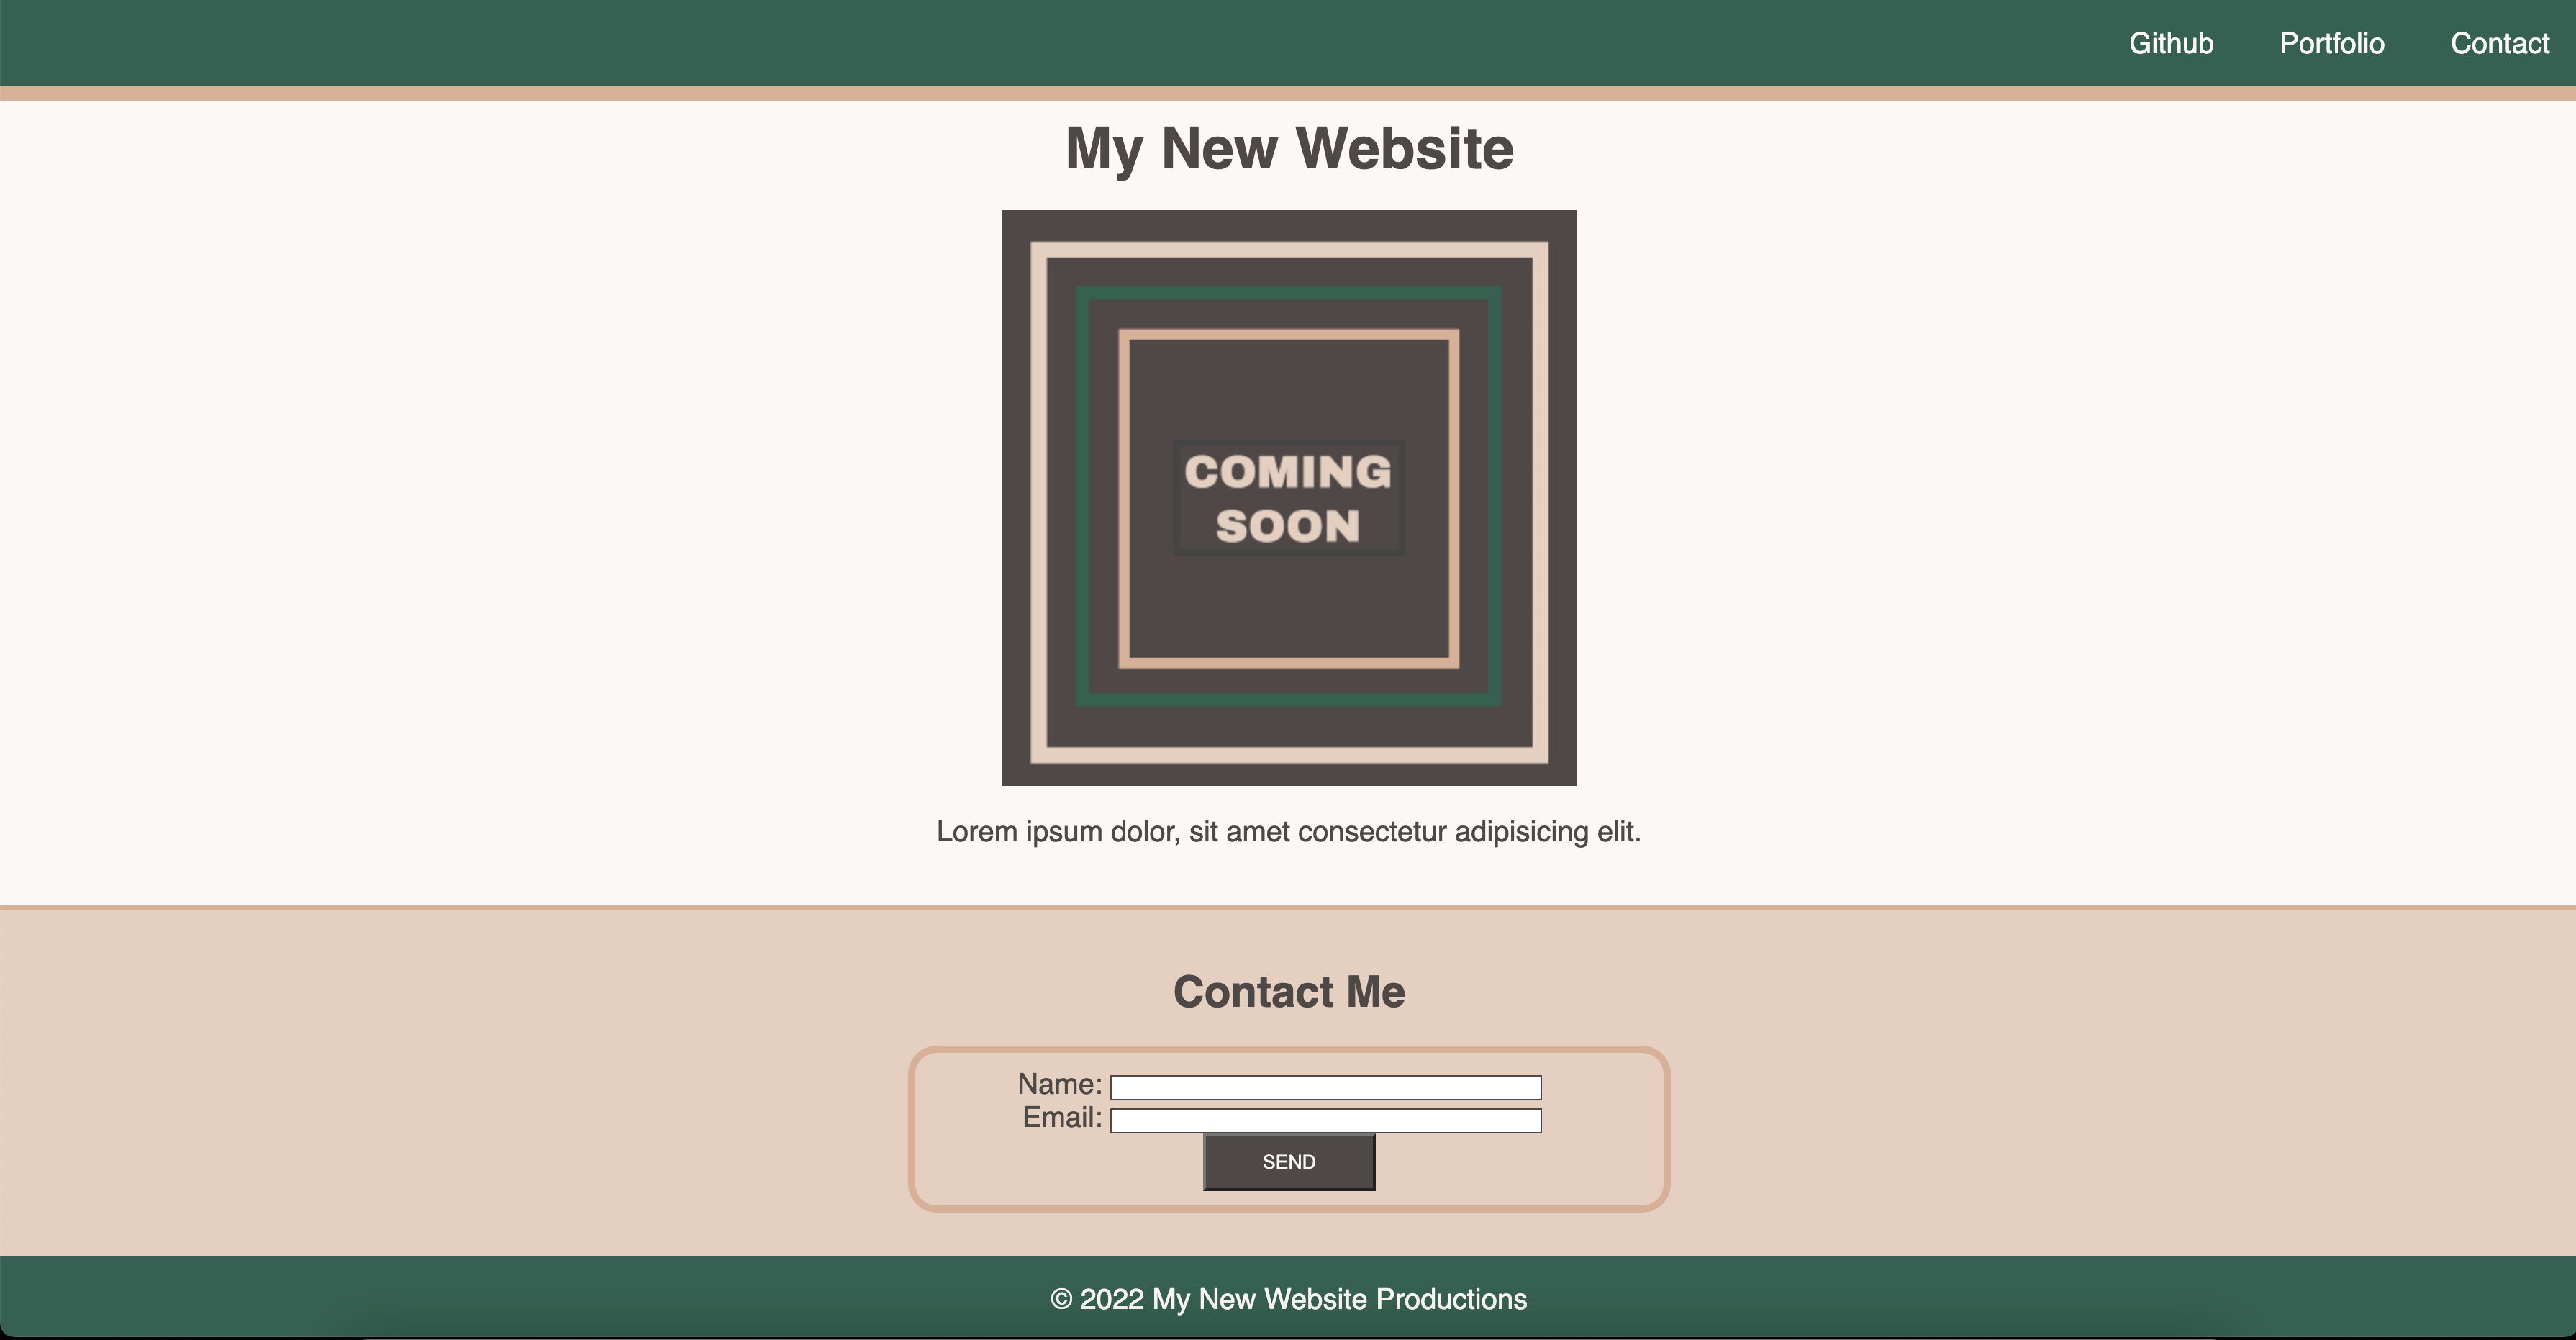 Github Portfolio Contact
My New Website
COMING
SOON
Lorem ipsum dolor, sit amet consectetur adipisicing elit.
Contact Me
Name:
Email:
SEND
© 2022 My New Website Productions